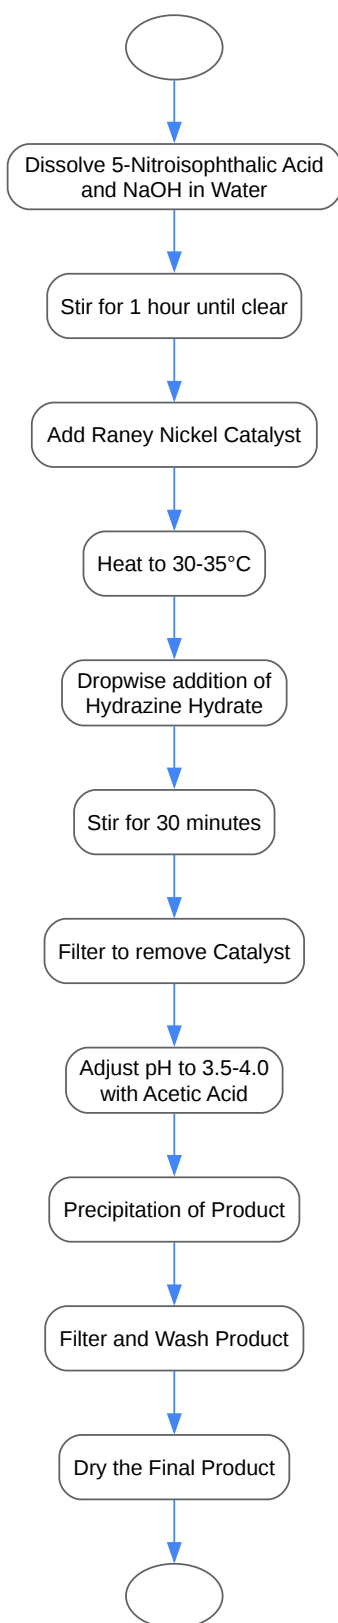 Dissolve 5-Nitroisophthalic Acid
and NaOH in Water
Stir for 1 hour until clear
Add Raney Nickel Catalyst
Heat to 30-35°C
Dropwise addition of
Hydrazine Hydrate
Stir for 30 minutes
Filter to remove Catalyst
Adjust pH to 3.5-4.0
with Acetic Acid
Precipitation of Product
Filter and Wash Product
Dry the Final Product